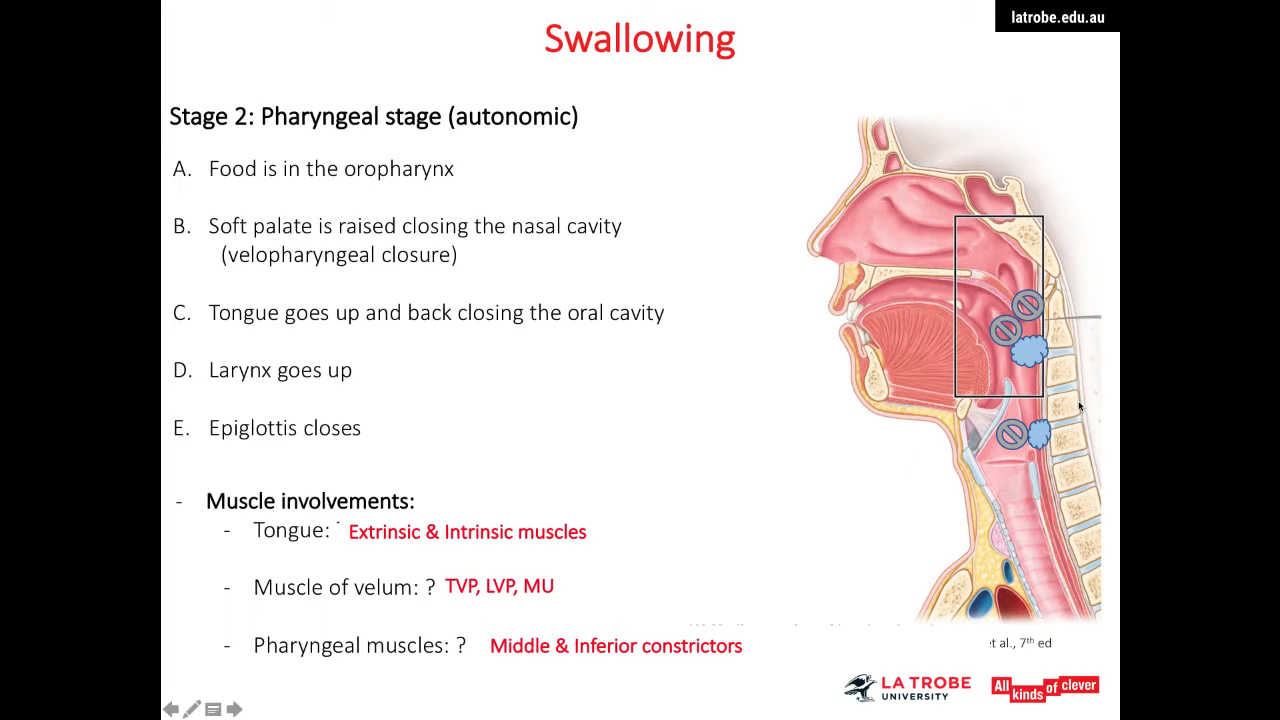 latrobe.edu.au
Swallowing
Stage 2: Pharyngeal stage (autonomic)
A. Food is in the oropharynx
B. Soft palate is raised closing the nasal cavity
(velopharyngeal closure)
C. Tongue goes up and back closing the oral cavity
D. Larynx goes up
E. Epiglottis closes
- Muscle involvements:
- Tongue: Extrinsic & Intrinsic muscles
- Muscle of velum: ? TVP, LVP, MU
- Pharyngeal muscles: ? Middle & Inferior constrictors
et al., 7th ed
LA TROBE
UNIVERSITY
All kinds of clever